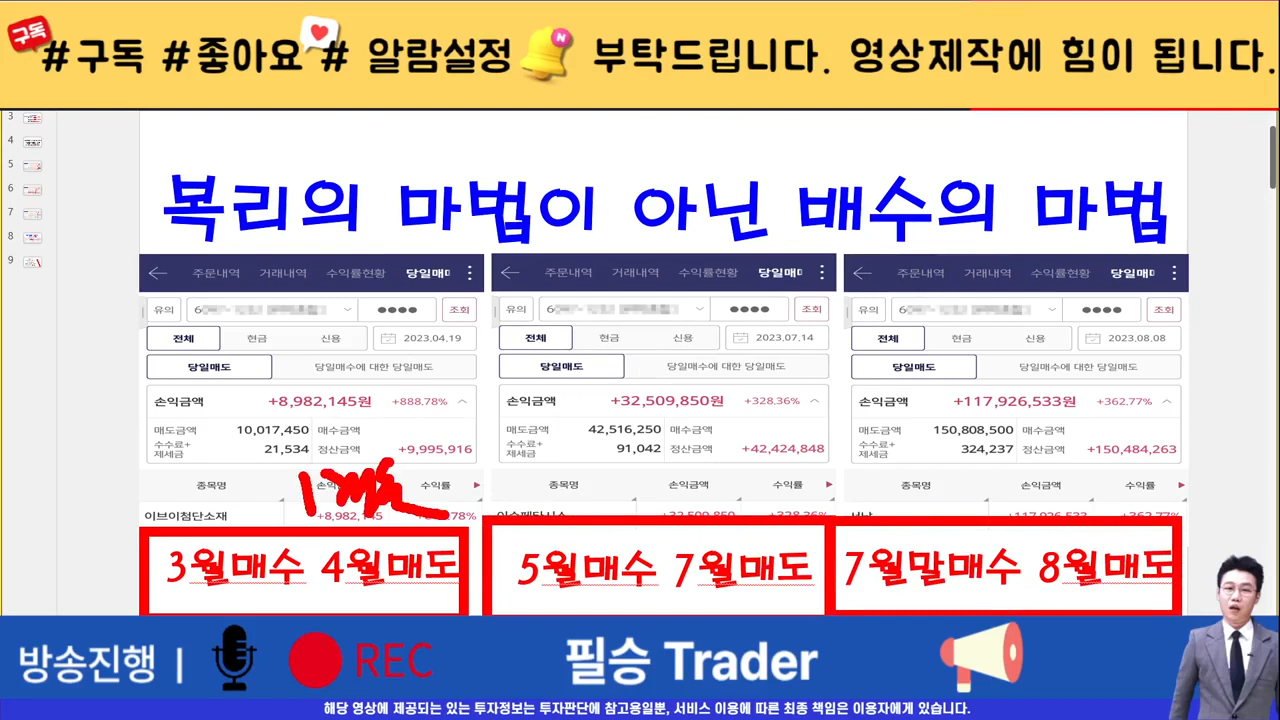 구독
#구독 #좋아요 # 알람설정 N 부탁드립니다. 영상제작에 힘이 됩니다.
3
4
5
6
7
8
9
복리의 마법이 아닌 배수의 마법
주문내역 거래내역 수익률현황 당일매
유의 6 조회
전체 현금 신용 2023.04.19
당일매도 당일매수에 대한 당일매도
손익금액 +8,982,145원 +888.78%
매도금액 10,017,450 매수금액
수수료+제세금 21,534 정산금액 +9,995,916
종목명 수익률
이브이첨단소재
3월매수 4월매도
주문내역 거래내역 수익률현황 당일매
유의 6 조회
전체 현금 신용 2023.07.14
당일매도 당일매수에 대한 당일매도
손익금액 +32,509,850원 +328.36%
매도금액 42,516,250 매수금액
수수료+제세금 91,042 정산금액 +42,424,848
종목명 손익금액 수익률
5월매수 7월매도
주문내역 거래내역 수익률현황 당일매
유의 6 조회
전체 현금 신용 2023.08.08
당일매도 당일매수에 대한 당일매도
손익금액 +117,926,533원 +362.77%
매도금액 150,808,500 매수금액
수수료+제세금 324,237 정산금액 +150,484,263
종목명 손익금액 수익률
7월말매수 8월매도
방송진행 | REC 필승 Trader
해당 영상에 제공되는 있는 투자정보는 투자판단에 참고용일뿐, 서비스 이용에 따른 최종 책임은 이용자에게 있습니다.